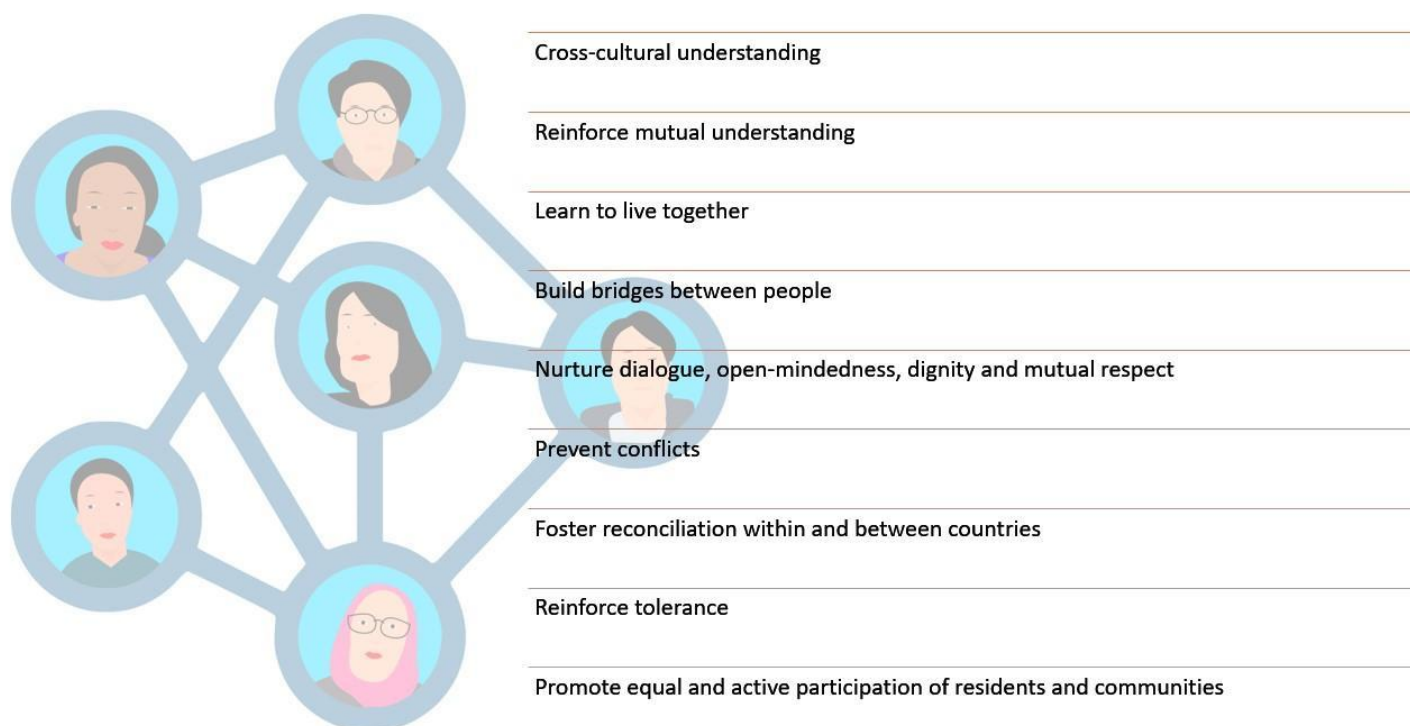 Cross-cultural understanding
Reinforce mutual understanding
Learn to live together
Build bridges between people
Nurture dialogue, open-mindedness, dignity and mutual respect
Prevent conflicts
Foster reconciliation within and between countries
Reinforce tolerance
Promote equal and active participation of residents and communities